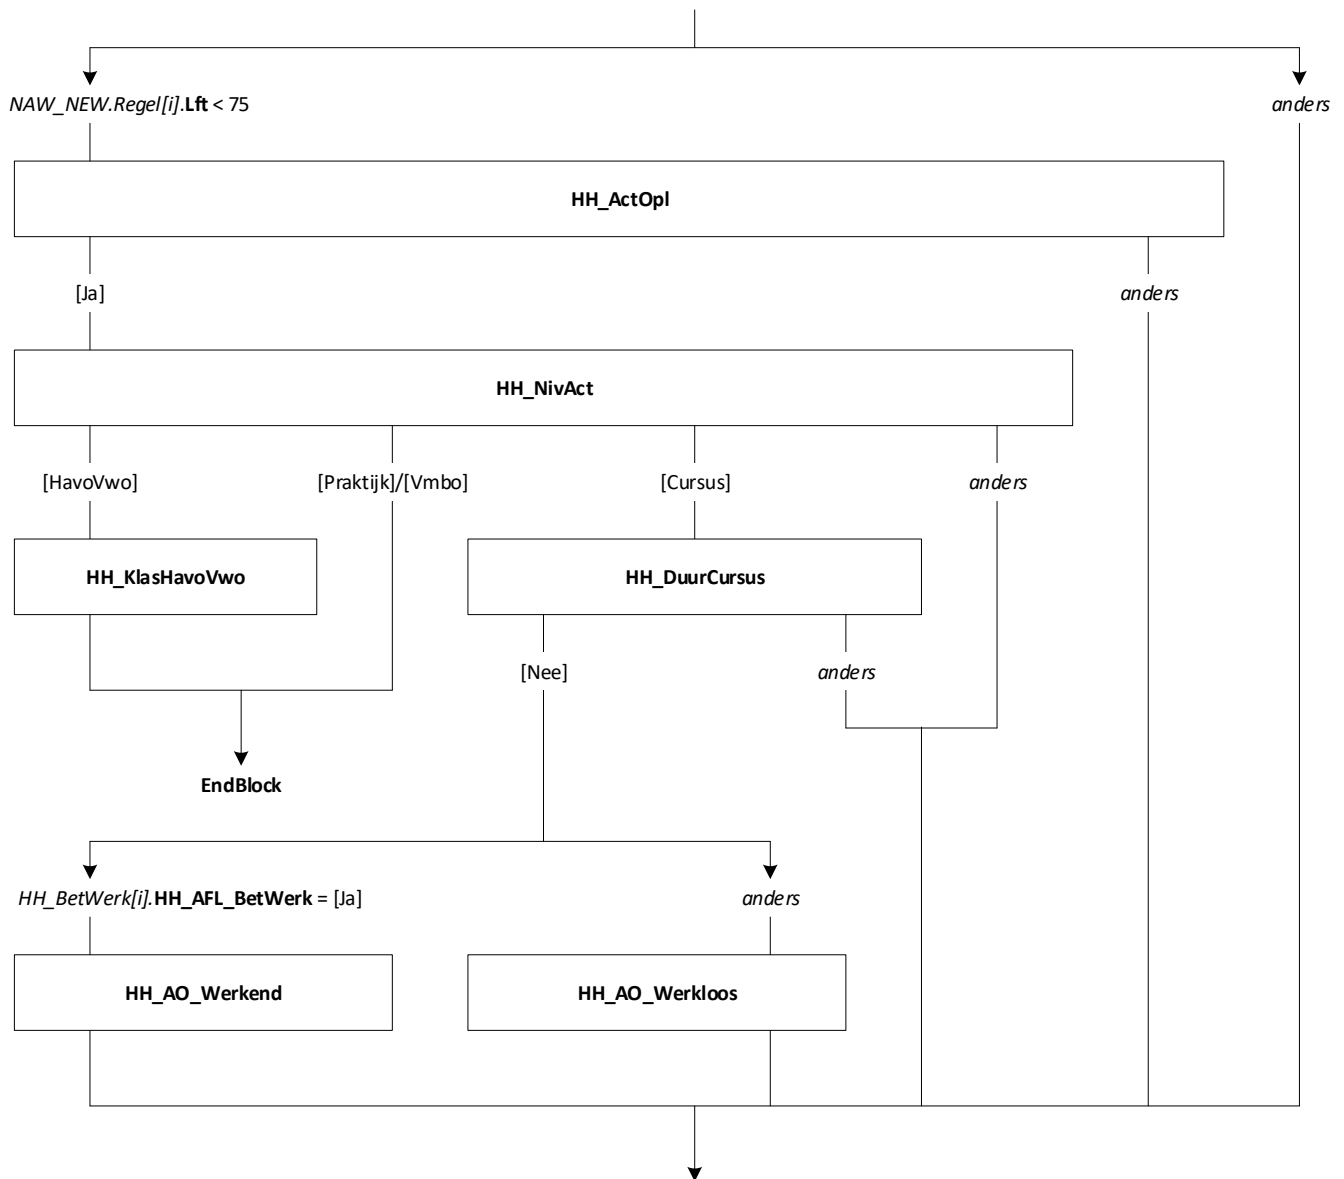 NAW_NEW.Regel[i].Lft < 75
anders
HH_ActOpl
[Ja]
anders
HH_NivAct
[HavoVwo]
[Praktijk]/[Vmbo]
[Cursus]
anders
HH_KlasHavoVwo
HH_DuurCursus
[Nee]
anders
EndBlock
HH_BetWerk[i].HH_AFL_BetWerk = [Ja]
anders
HH_AO_Werkend
HH_AO_Werkloos